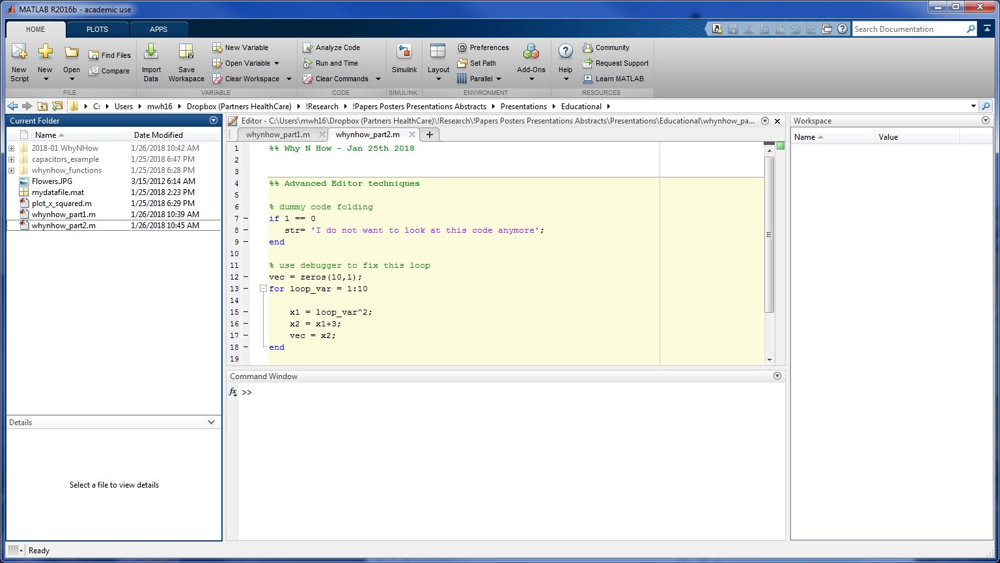 MATLAB R2016b - academic use
HOME PLOTS APPS
Search Documentation
New Script
New
Open
Find Files
Compare
FILE
Import Data
Save Workspace
New Variable
Open Variable
Clear Workspace
VARIABLE
Analyze Code
Run and Time
Clear Commands
CODE
Simulink
SIMULINK
Layout
Preferences
Set Path
Parallel
Add-Ons
ENVIRONMENT
Help
Community
Request Support
Learn MATLAB
RESOURCES
C: Users mwh16 Dropbox (Partners HealthCare) !Research !Papers Posters Presentations Abstracts Presentations Educational
Current Folder
Name Date Modified
2018-01 WhyNHow 1/26/2018 10:42 AM
capacitors_example 1/25/2018 6:47 PM
whynhow_functions 1/25/2018 6:28 PM
Flowers.JPG 3/15/2012 6:14 AM
mydatafile.mat 1/25/2018 2:23 PM
plot_x_squared.m 1/25/2018 6:29 PM
whynhow_part1.m 1/26/2018 10:39 AM
whynhow_part2.m 1/26/2018 10:45 AM
Details
Select a file to view details
Editor - C:\Users\mwh16\Dropbox (Partners HealthCare)\!Research\!Papers Posters Presentations Abstracts\Presentations\Educational\whynhow_pa...
whynhow_part1.m whynhow_part2.m +
1 %% Why N How - Jan 25th 2018
2
3
4 %% Advanced Editor techniques
5
6 % dummy code folding
7 - if 1 == 0
8 - str= 'I do not want to look at this code anymore';
9 - end
10
11 % use debugger to fix this loop
12 - vec = zeros(10,1);
13 - for loop_var = 1:10
14
15 - x1 = loop_var^2;
16 - x2 = x1+3;
17 - vec = x2;
18 - end
19
Command Window
fx >>
Workspace
Name Value
Ready